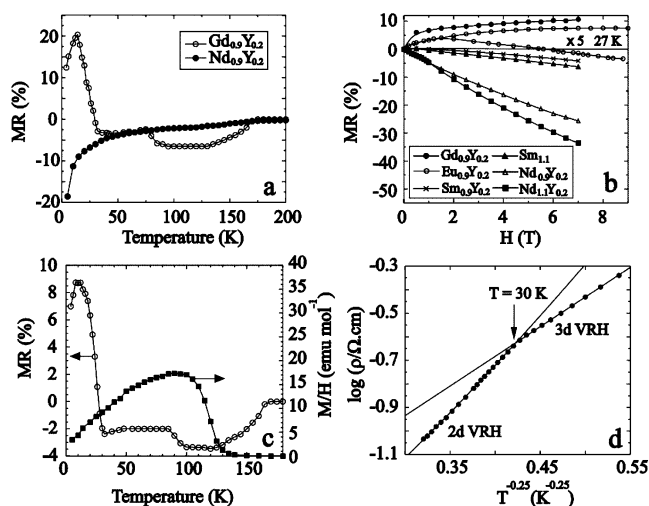 Gd0.9Y0.2
Nd0.9Y0.2
20
10
0
-10
-20
MR (%)
0 50 100 150 200
Temperature (K)
a
10
0
-10
-20
-30
-40
-50
MR (%)
x 5 27 K
Gd0.9Y0.2 Sm1.1
Eu0.9Y0.2 Nd0.9Y0.2
Sm0.9Y0.2 Nd1.1Y0.2
b
0 2 4 6 8
H (T)
10
8
6
4
2
0
-2
-4
MR (%)
40
35
30
25
20
15
10
5
0
M/H (emu mol-1)
c
0 50 100 150
Temperature (K)
-0.3
-0.5
-0.7
-0.9
-1.1
log (ρ/Ω.cm)
T = 30 K
3d VRH
2d VRH
d
0.35 0.40 0.45 0.50 0.55
T-0.25(K-0.25)